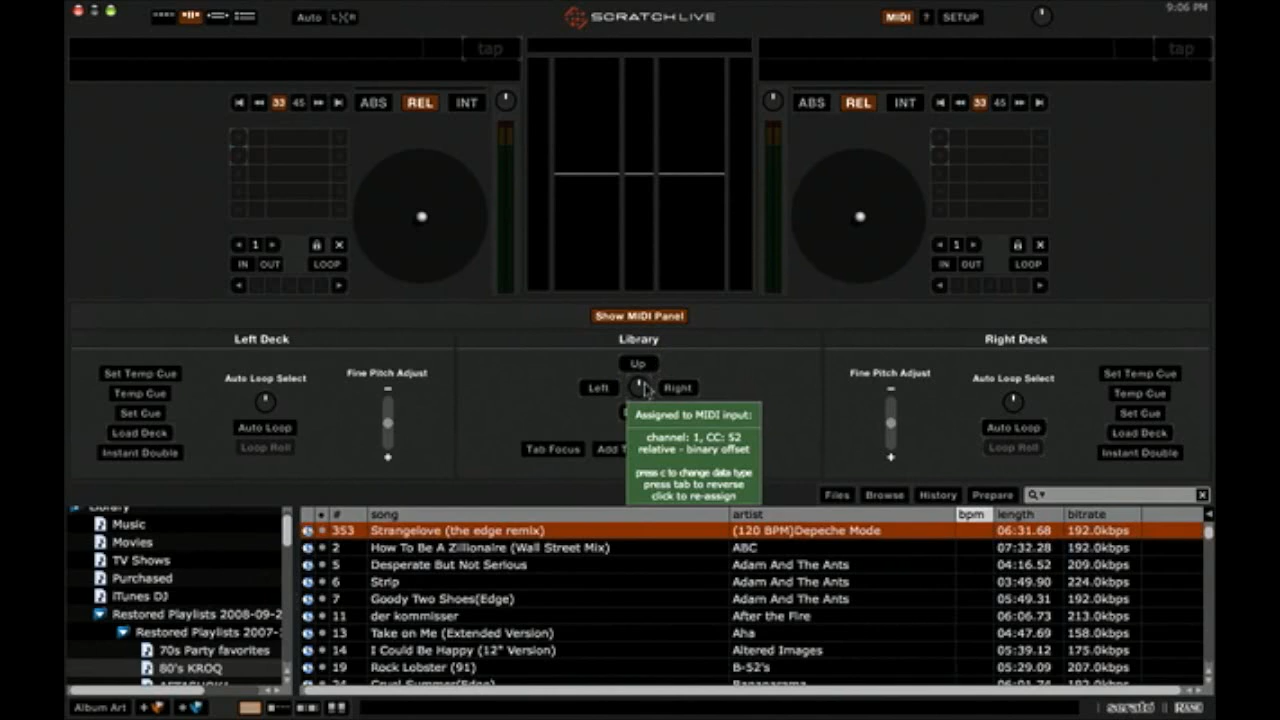 Auto
SCRATCH LIVE
MIDI ? SETUP
9:06 PM
tap
tap
33 45 ABS REL INT
ABS REL INT 33 45
1
IN OUT LOOP
1
IN OUT LOOP
Show MIDI Panel
Left Deck
Set Temp Cue
Temp Cue
Set Cue
Load Deck
Instant Double
Auto Loop Select
Auto Loop
Loop Roll
Fine Pitch Adjust
Library
Up
Left
Right
Tab Focus
Assigned to MIDI input:
channel: 1, CC: 52
relative - binary offset
press c to change data type
press tab to reverse
click to re-assign
Right Deck
Fine Pitch Adjust
Auto Loop Select
Auto Loop
Loop Roll
Set Temp Cue
Temp Cue
Set Cue
Load Deck
Instant Double
Files Browse History Prepare
Library
Music
Movies
TV Shows
Purchased
iTunes DJ
Restored Playlists 2008-09-2
Restored Playlists 2007-
70s Party favorites
80's KROQ
# song artist bpm length bitrate
353 Strangelove (the edge remix) (120 BPM)Depeche Mode 06:31.68 192.0kbps
2 How To Be A Zillionaire (Wall Street Mix) ABC 07:32.28 192.0kbps
5 Desperate But Not Serious Adam And The Ants 04:16.52 209.0kbps
6 Strip Adam And The Ants 03:49.90 224.0kbps
7 Goody Two Shoes(Edge) Adam And The Ants 05:49.31 192.0kbps
11 der kommisser After the Fire 06:06.73 213.0kbps
13 Take on Me (Extended Version) Aha 04:47.69 158.0kbps
14 I Could Be Happy (12" Version) Altered Images 05:39.12 175.0kbps
19 Rock Lobster (91) B-52's 05:29.09 207.0kbps
Cruel Summer(Edge) Bananarama 192.0kbps
Album Art
serato RANE